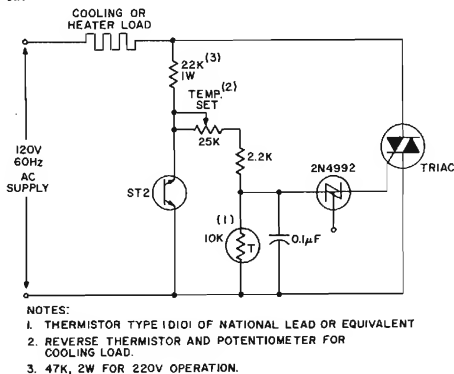 COOLING OR
HEATER LOAD
22K (3)
1W
TEMP. (2)
SET
25K
2.2K
120V
60Hz
AC
SUPPLY
ST2
2N4992
TRIAC
(1)
10K
T
0.1µF
NOTES:
1. THERMISTOR TYPE 1D101 OF NATIONAL LEAD OR EQUIVALENT
2. REVERSE THERMISTOR AND POTENTIOMETER FOR
COOLING LOAD.
3. 47K, 2W FOR 220V OPERATION.